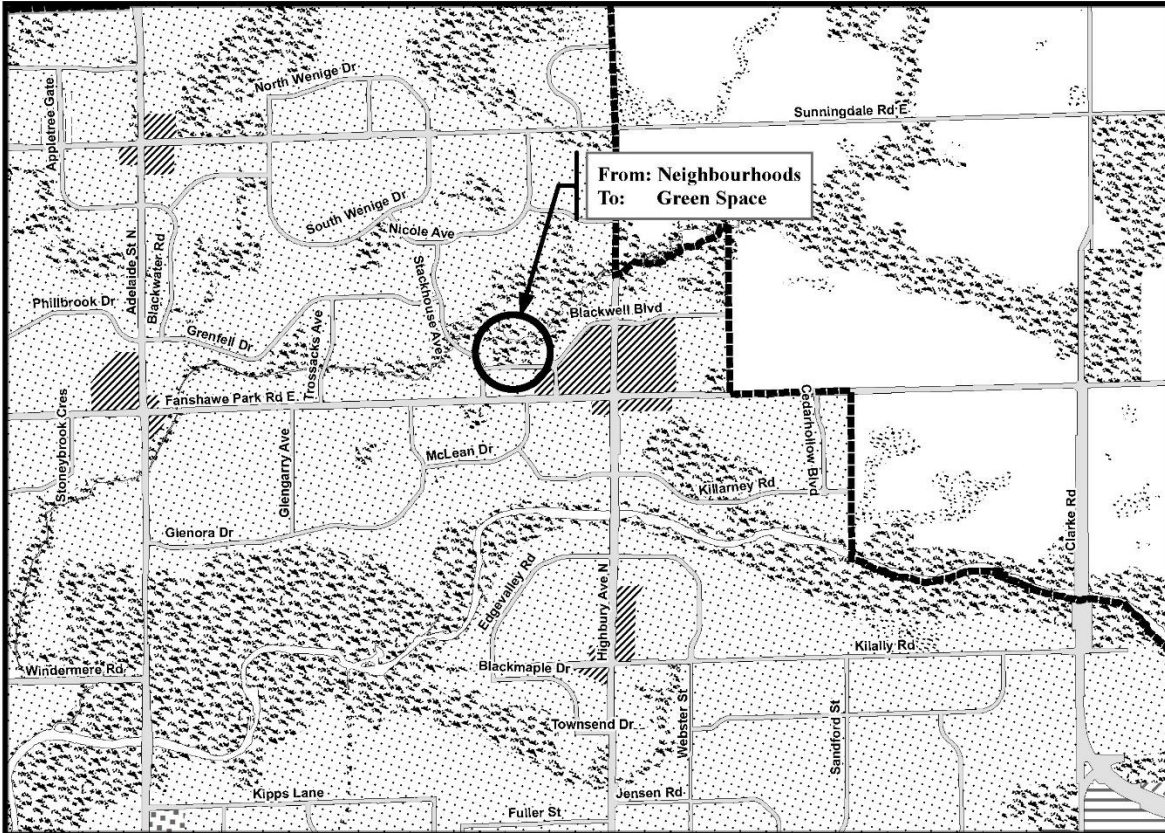 North Wenige Dr
Appletree Gate
Sunningdale Rd E
From: Neighbourhoods
To: Green Space
South Wenige Dr
Nicole Ave
Adelaide St N
Blackwater Rd
Stackhouse Ave
Phillbrook Dr
Grenfell Dr
Trossacks Ave
Blackwell Blvd
Fanshawe Park Rd E
Stoneybrook Cres
Glengarry Ave
McLean Dr
Cedarhollow Blvd
Killarney Rd
Clarke Rd
Glenora Dr
Edgevalley Rd
Highbury Ave N
Kilally Rd
Windermere Rd
Blackmaple Dr
Townsend Dr
Webster St
Sandford St
Kipps Lane
Jensen Rd
Fuller St